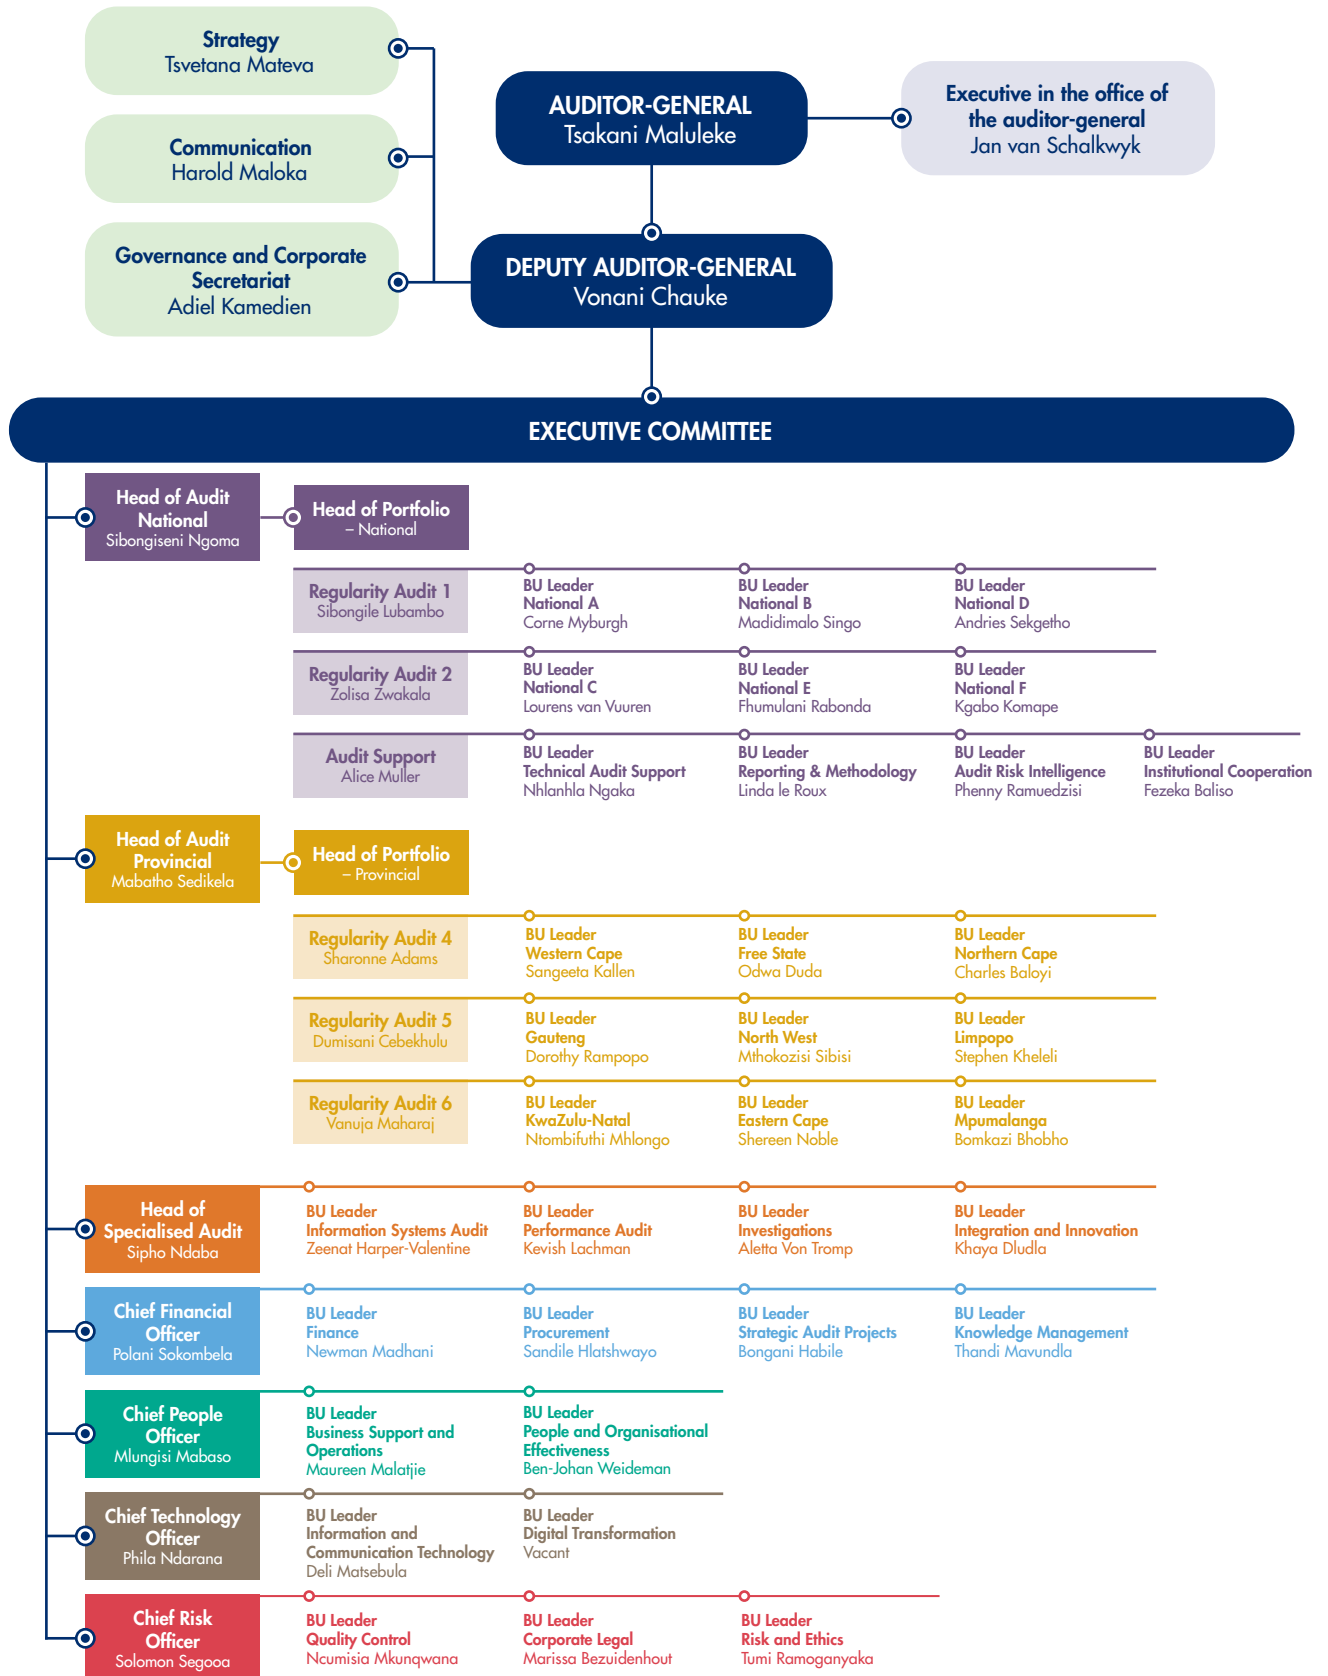 Strategy
Tsvetana Mateva
Communication
Harold Maloka
Governance and Corporate
Secretariat
Adiel Kamedien
AUDITOR-GENERAL
Tsakani Maluleke
Executive in the office of
the auditor-general
Jan van Schalkwyk
DEPUTY AUDITOR-GENERAL
Vonani Chauke
EXECUTIVE COMMITTEE
Head of Audit
National
Sibongiseni Ngoma
Head of Portfolio
– National
Regularity Audit 1
Sibongile Lubambo
BU Leader
National A
Corne Myburgh
BU Leader
National B
Madidimalo Singo
BU Leader
National D
Andries Sekgetho
Regularity Audit 2
Zolisa Zwakala
BU Leader
National C
Lourens van Vuuren
BU Leader
National E
Fhumulani Rabonda
BU Leader
National F
Kgabo Komape
Audit Support
Alice Muller
BU Leader
Technical Audit Support
Nhlanhla Ngaka
BU Leader
Reporting & Methodology
Linda le Roux
BU Leader
Audit Risk Intelligence
Phenny Ramuedzisi
BU Leader
Institutional Cooperation
Fezeka Baliso
Head of Audit
Provincial
Mabatho Sedikela
Head of Portfolio
– Provincial
Regularity Audit 4
Sharonne Adams
BU Leader
Western Cape
Sangeeta Kallen
BU Leader
Free State
Odwa Duda
BU Leader
Northern Cape
Charles Baloyi
Regularity Audit 5
Dumisani Cebekhulu
BU Leader
Gauteng
Dorothy Rampopo
BU Leader
North West
Mthokozisi Sibisi
BU Leader
Limpopo
Stephen Kheleli
Regularity Audit 6
Vanuja Maharaj
BU Leader
KwaZulu-Natal
Ntombifuthi Mhlongo
BU Leader
Eastern Cape
Shereen Noble
BU Leader
Mpumalanga
Bomkazi Bhobho
Head of
Specialised Audit
Sipho Ndaba
BU Leader
Information Systems Audit
Zeenat Harper-Valentine
BU Leader
Performance Audit
Kevish Lachman
BU Leader
Investigations
Aletta Von Tromp
BU Leader
Integration and Innovation
Khaya Dludla
Chief Financial
Officer
Polani Sokombela
BU Leader
Finance
Newman Madhani
BU Leader
Procurement
Sandile Hlatshwayo
BU Leader
Strategic Audit Projects
Bongani Habile
BU Leader
Knowledge Management
Thandi Mavundla
Chief People
Officer
Mlungisi Mabaso
BU Leader
Business Support and
Operations
Maureen Malatjie
BU Leader
People and Organisational
Effectiveness
Ben-Johan Weideman
Chief Technology
Officer
Phila Ndarana
BU Leader
Information and
Communication Technology
Deli Matsebula
BU Leader
Digital Transformation
Vacant
Chief Risk
Officer
Solomon Segooa
BU Leader
Quality Control
Ncumisia Mkunqwana
BU Leader
Corporate Legal
Marissa Bezuidenhout
BU Leader
Risk and Ethics
Tumi Ramoganyaka